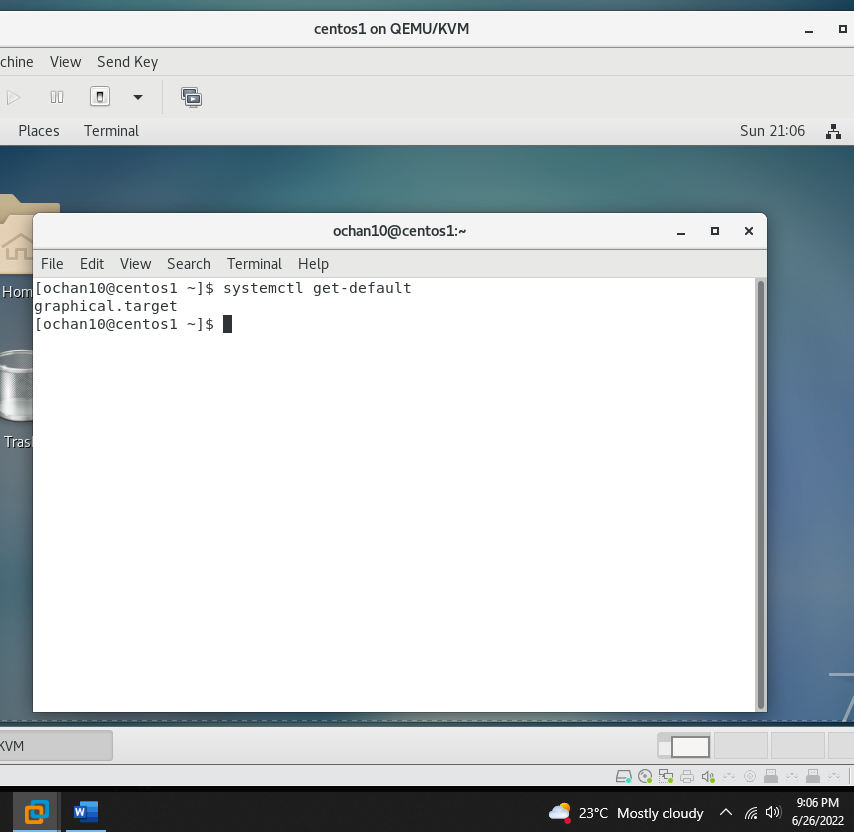 centos1 on QEMU/KVM
chine View Send Key
Places Terminal Sun 21:06
ochan10@centos1:~
File Edit View Search Terminal Help
[ochan10@centos1 ~]$ systemctl get-default
graphical.target
[ochan10@centos1 ~]$
Hom
Tras
KVM
W
23°C Mostly cloudy
9:06 PM
6/26/2022